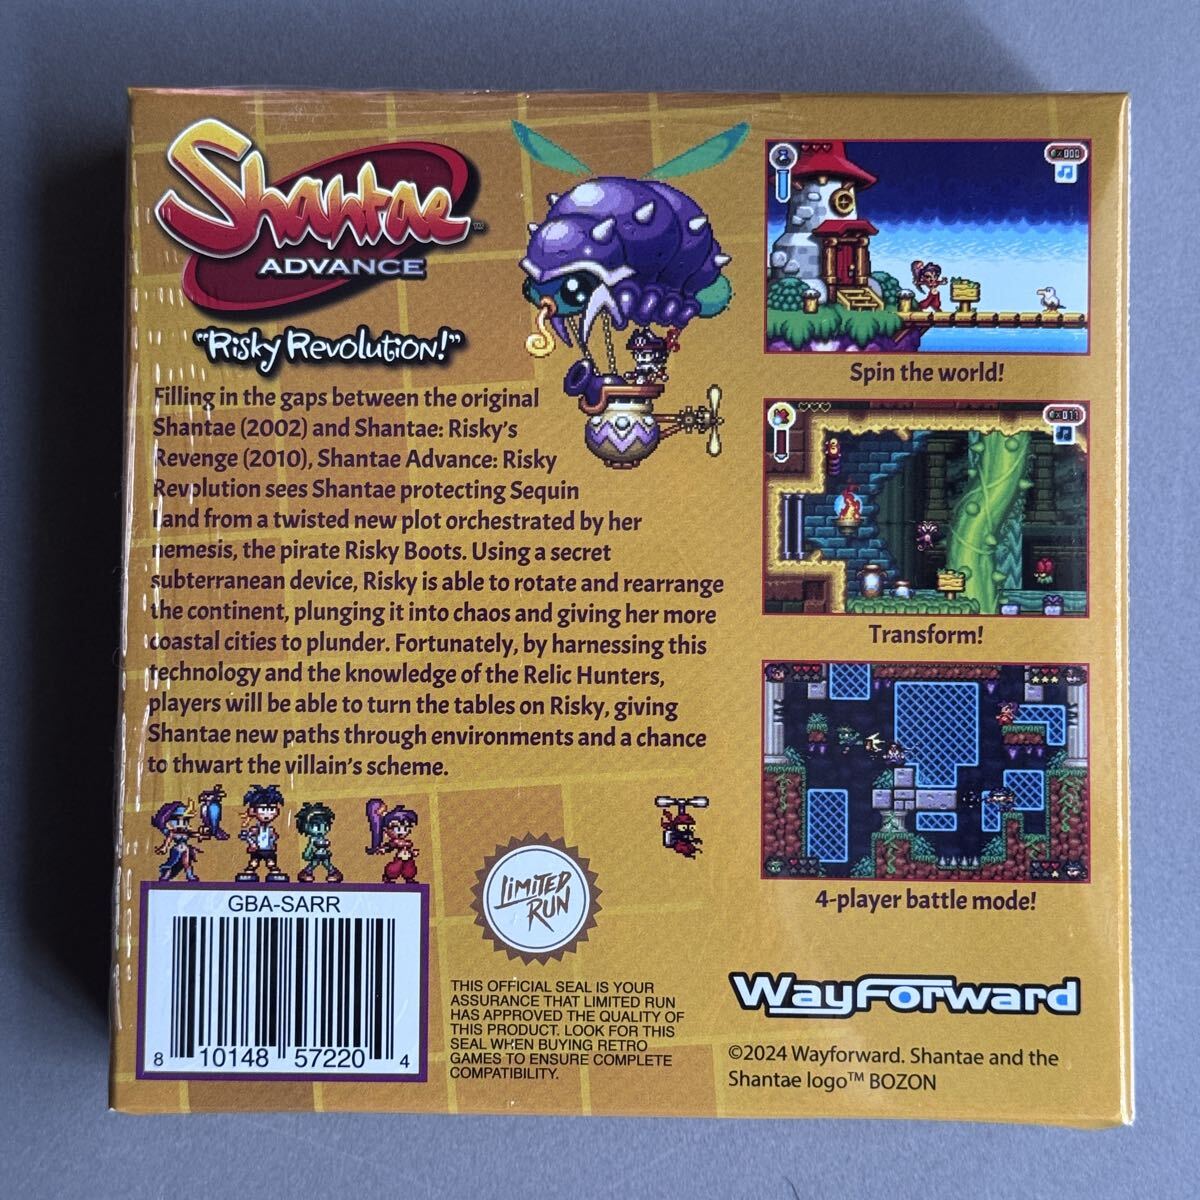 Shantae™
ADVANCE
"Risky Revolution!"
Filling in the gaps between the original
Shantae (2002) and Shantae: Risky's
Revenge (2010), Shantae Advance: Risky
Revolution sees Shantae protecting Sequin
Land from a twisted new plot orchestrated by her
nemesis, the pirate Risky Boots. Using a secret
subterranean device, Risky is able to rotate and rearrange
the continent, plunging it into chaos and giving her more
coastal cities to plunder. Fortunately, by harnessing this
technology and the knowledge of the Relic Hunters,
players will be able to turn the tables on Risky, giving
Shantae new paths through environments and a chance
to thwart the villain's scheme.
Spin the world!
Transform!
4-player battle mode!
GBA-SARR
8 10148 57220 4
LIMITED
RUN
THIS OFFICIAL SEAL IS YOUR
ASSURANCE THAT LIMITED RUN
HAS APPROVED THE QUALITY OF
THIS PRODUCT. LOOK FOR THIS
SEAL WHEN BUYING RETRO
GAMES TO ENSURE COMPLETE
COMPATIBILITY.
WayForward
©2024 Wayforward. Shantae and the
Shantae logo™ BOZON